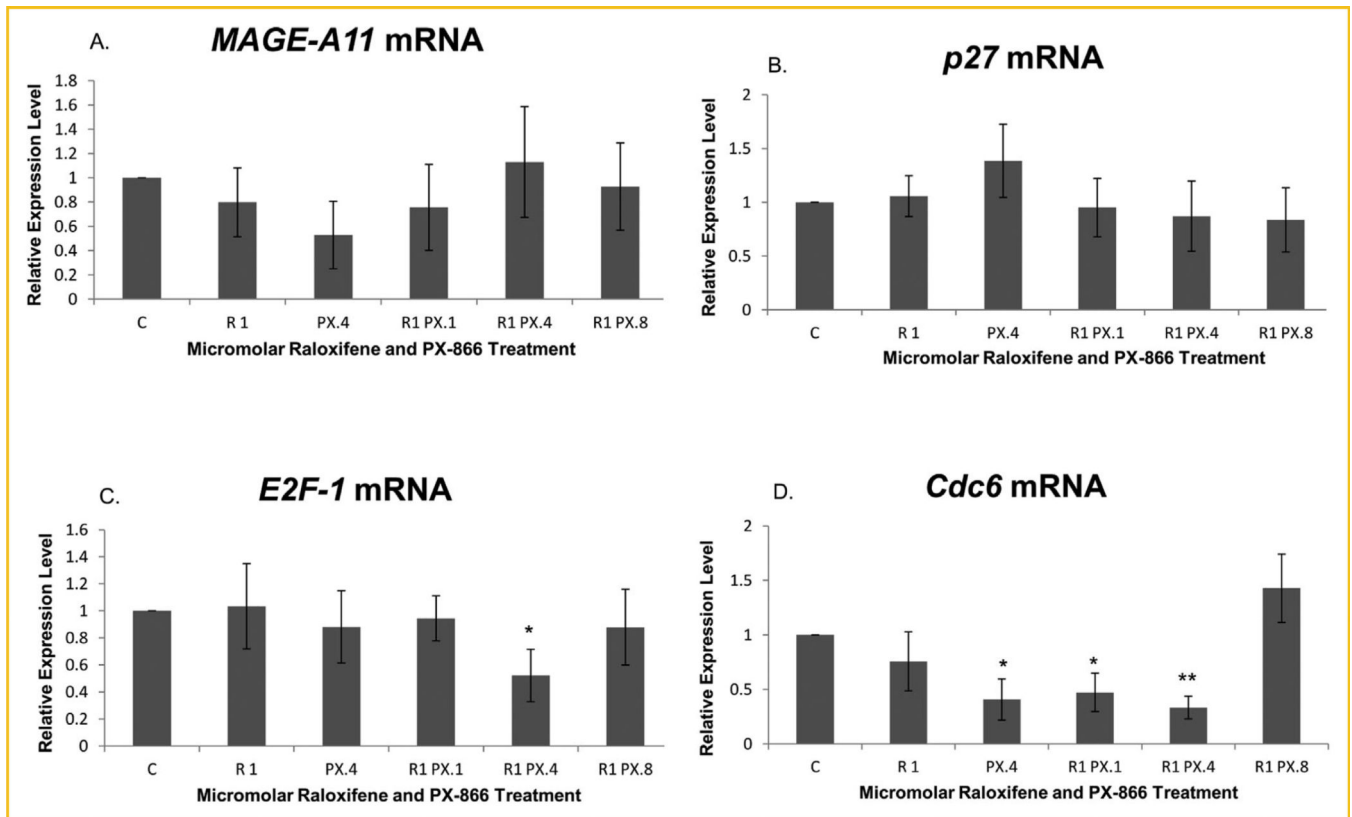 A.
MAGE-A11 mRNA
Relative Expression Level
1.8
1.6
1.4
1.2
1
0.8
0.6
0.4
0.2
0
C R 1 PX.4 R1 PX.1 R1 PX.4 R1 PX.8
Micromolar Raloxifene and PX-866 Treatment
B.
p27 mRNA
Relative Expression Level
2
1.5
1
0.5
0
C R 1 PX.4 R1 PX.1 R1 PX.4 R1 PX.8
Micromolar Raloxifene and PX-866 Treatment
C.
E2F-1 mRNA
Relative Expression Level
1.6
1.4
1.2
1
0.8
0.6
0.4
0.2
0
*
C R 1 PX.4 R1 PX.1 R1 PX.4 R1 PX.8
Micromolar Raloxifene and PX-866 Treatment
D.
Cdc6 mRNA
Relative Expression Level
2
1.5
1
0.5
0
* * **
C R 1 PX.4 R1 PX.1 R1 PX.4 R1 PX.8
Micromolar Raloxifene and PX-866 Treatment